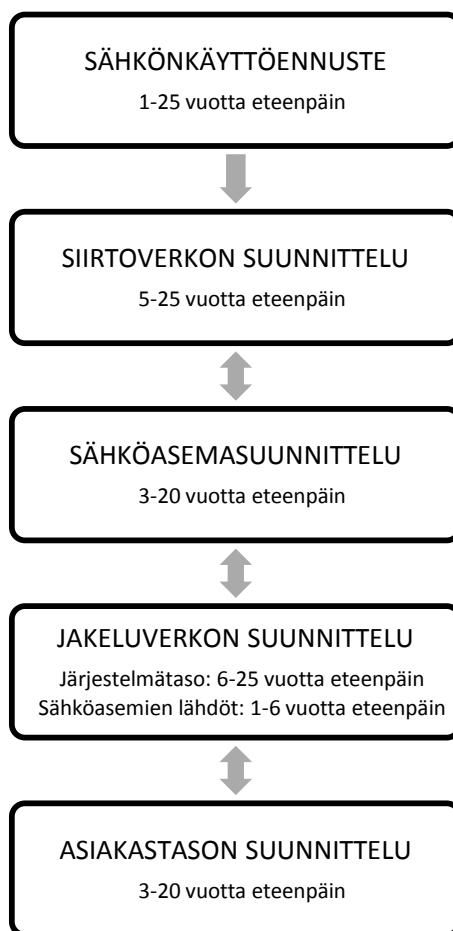 SÄHKÖNKÄYTTÖENNUSTE
1-25 vuotta eteenpäin
SIIRTOVERKON SUUNNITTELU
5-25 vuotta eteenpäin
SÄHKÖASEMASUUNNITTELU
3-20 vuotta eteenpäin
JAKELUVERKON SUUNNITTELU
Järjestelmätaso: 6-25 vuotta eteenpäin
Sähköasemien lähdöt: 1-6 vuotta eteenpäin
ASIAKASTASON SUUNNITTELU
3-20 vuotta eteenpäin